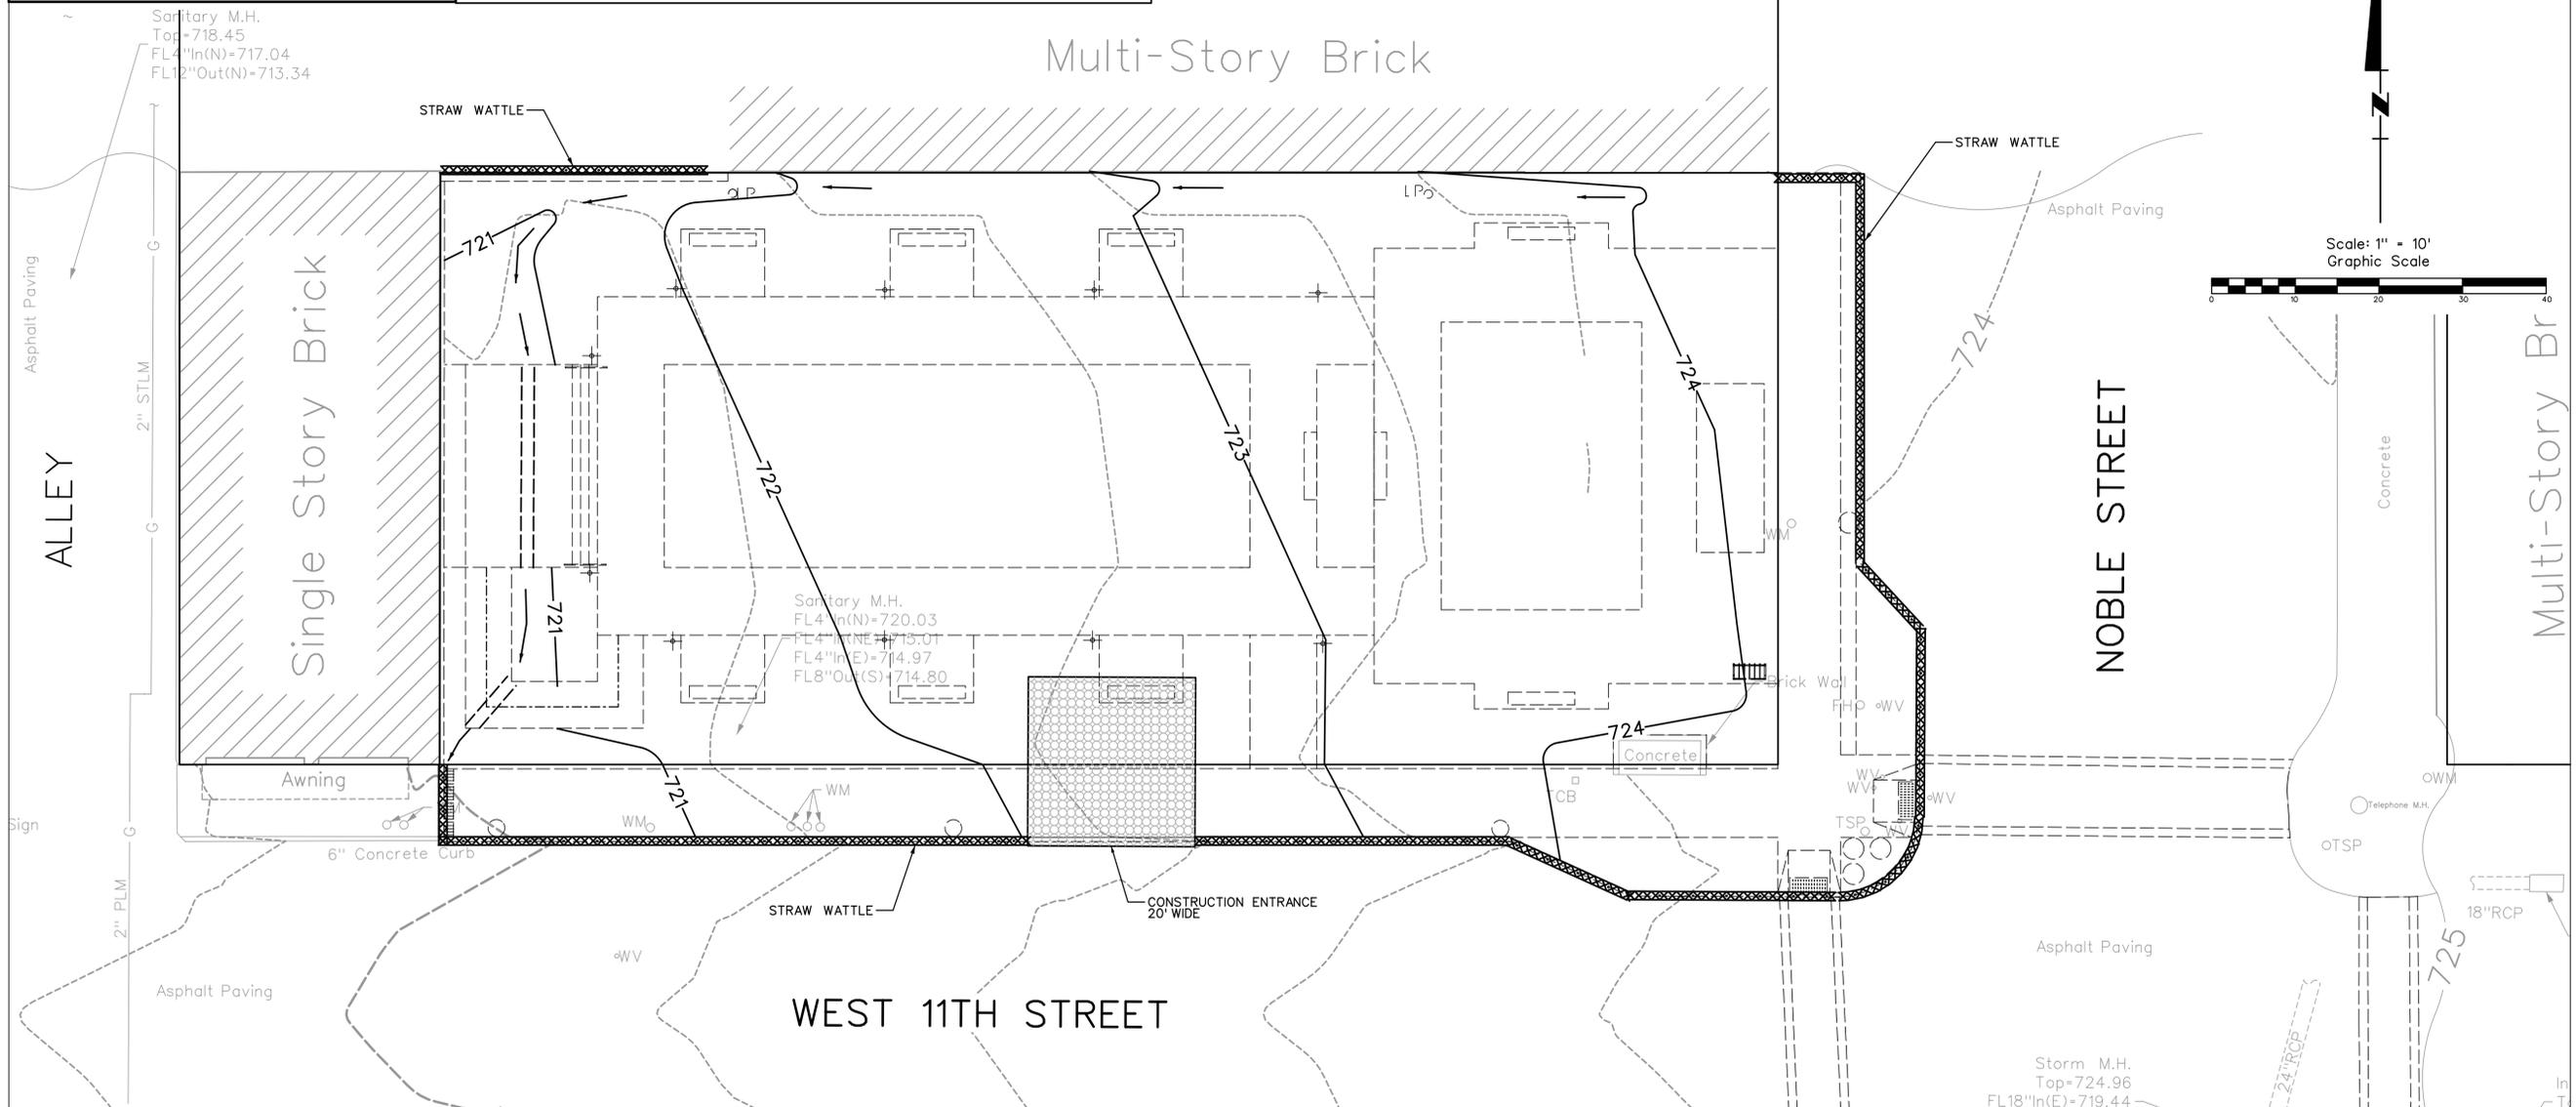 Sanitary M.H.
Top=718.45
FL4"In(N)=717.04
FL12"Out(N)=713.34
Multi-Story Brick
STRAW WATTLE
STRAW WATTLE
N
Asphalt Paving
Scale: 1" = 10'
Graphic Scale
0 10 20 30 40
LP
LP
721
722
723
724
724
G
2" STLM
G
Asphalt Paving
ALLEY
Single Story Brick
NOBLE STREET
Concrete
Multi-Story Br
WM
Sanitary M.H.
FL4"In(N)=720.03
FL4"In(NE)=715.01
FL4"In(E)=714.97
FL8"Out(S)=714.80
721
Brick Wall
FH
WV
724
Concrete
Awning
721
WM
WM
CB
WV
WV
WV
WM
Telephone M.H.
Sign
G
TSP
WV
TSP
6" Concrete Curb
2" PLM
STRAW WATTLE
CONSTRUCTION ENTRANCE
20' WIDE
18"RCP
WV
Asphalt Paving
725
Asphalt Paving
WEST 11TH STREET
24"RCP
Storm M.H.
Top=724.96
FL18"In(E)=719.44
In